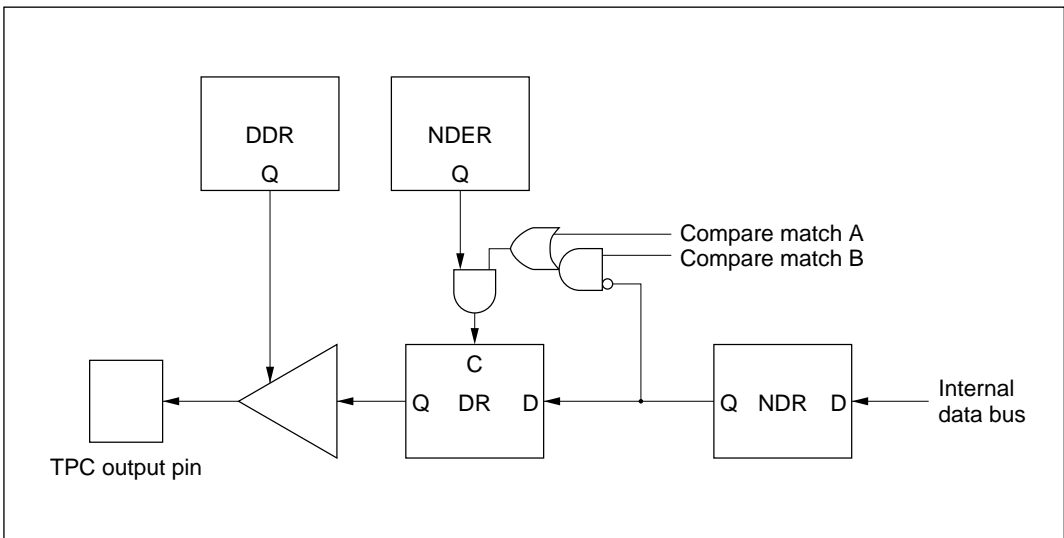 DDR
Q
NDER
Q
Compare match A
Compare match B
C
Q DR D
Q NDR D
Internal
data bus
TPC output pin